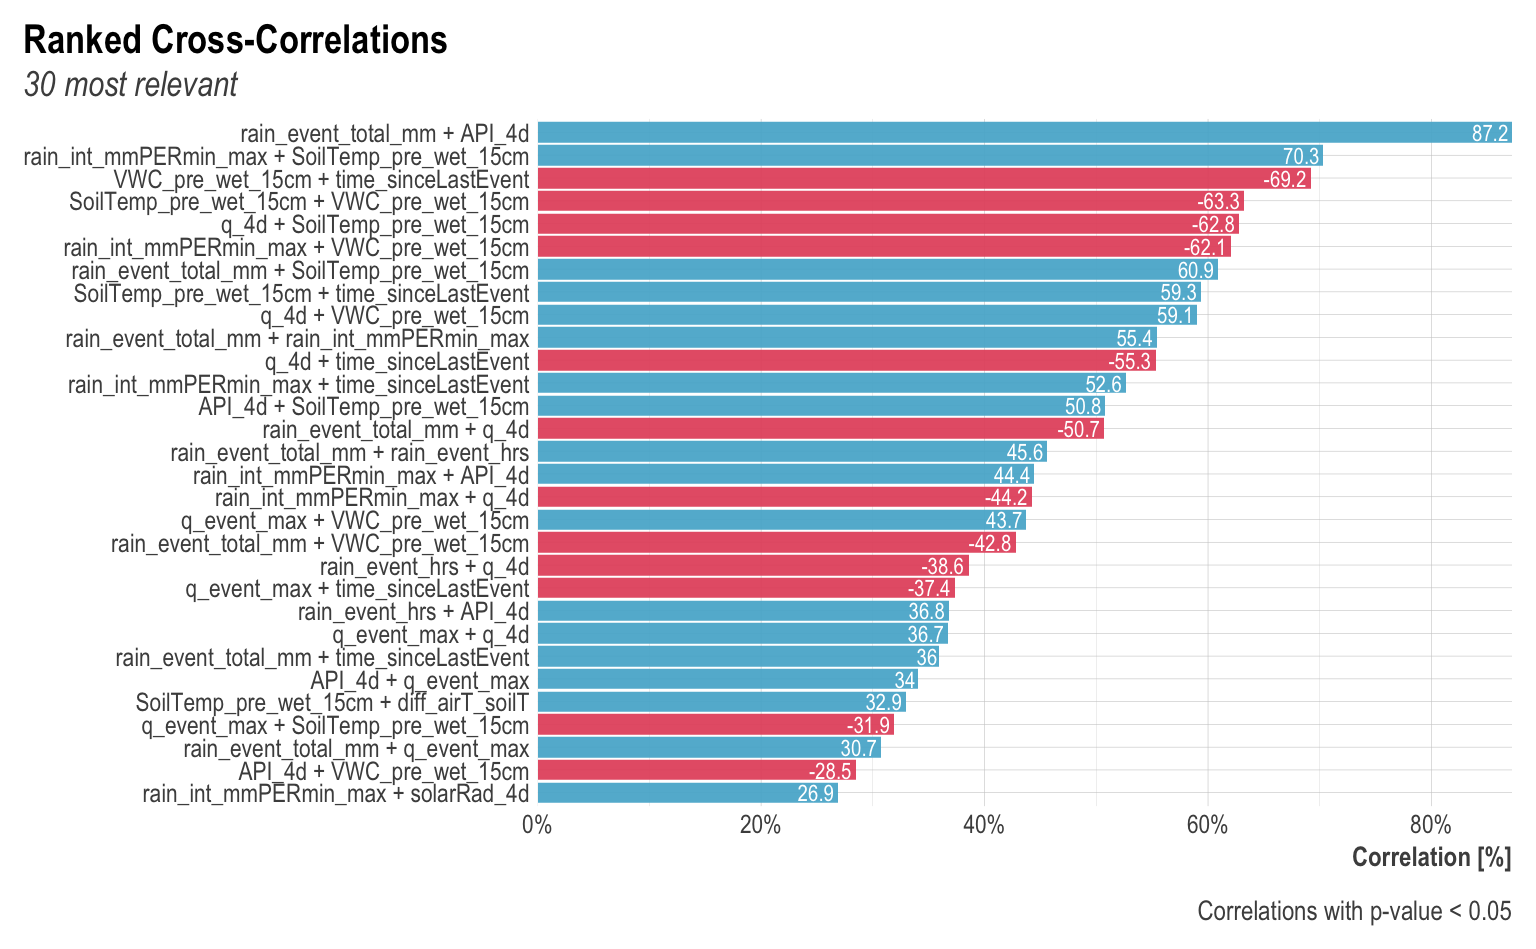 Ranked Cross-Correlations
30 most relevant
rain_event_total_mm + API_4d 87.2
rain_int_mmPERmin_max + SoilTemp_pre_wet_15cm 70.3
VWC_pre_wet_15cm + time_sinceLastEvent -69.2
SoilTemp_pre_wet_15cm + VWC_pre_wet_15cm -63.3
q_4d + SoilTemp_pre_wet_15cm -62.8
rain_int_mmPERmin_max + VWC_pre_wet_15cm -62.1
rain_event_total_mm + SoilTemp_pre_wet_15cm 60.9
SoilTemp_pre_wet_15cm + time_sinceLastEvent 59.3
q_4d + VWC_pre_wet_15cm 59.1
rain_event_total_mm + rain_int_mmPERmin_max 55.4
q_4d + time_sinceLastEvent -55.3
rain_int_mmPERmin_max + time_sinceLastEvent 52.6
API_4d + SoilTemp_pre_wet_15cm 50.8
rain_event_total_mm + q_4d -50.7
rain_event_total_mm + rain_event_hrs 45.6
rain_int_mmPERmin_max + API_4d 44.4
rain_int_mmPERmin_max + q_4d -44.2
q_event_max + VWC_pre_wet_15cm 43.7
rain_event_total_mm + VWC_pre_wet_15cm -42.8
rain_event_hrs + q_4d -38.6
q_event_max + time_sinceLastEvent -37.4
rain_event_hrs + API_4d 36.8
q_event_max + q_4d 36.7
rain_event_total_mm + time_sinceLastEvent 36
API_4d + q_event_max 34
SoilTemp_pre_wet_15cm + diff_airT_soilT 32.9
q_event_max + SoilTemp_pre_wet_15cm -31.9
rain_event_total_mm + q_event_max 30.7
API_4d + VWC_pre_wet_15cm -28.5
rain_int_mmPERmin_max + solarRad_4d 26.9
0% 20% 40% 60% 80%
Correlation [%]
Correlations with p-value < 0.05